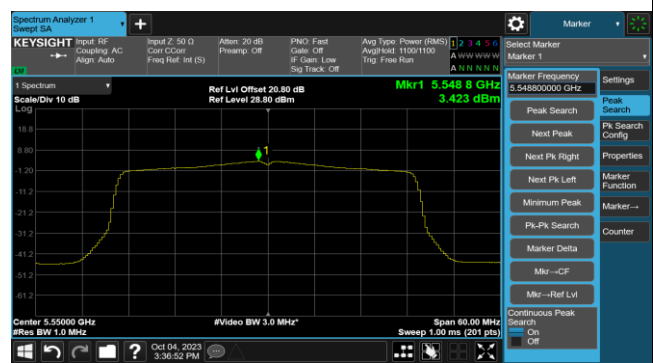 Spectrum Analyzer 1
Swept SA
Marker
KEYSIGHT
Input: RF
Coupling: AC
Align: Auto
Input Z: 50 Ω
Corr CCorr
Freq Ref: Int (S)
Atten: 20 dB
Preamp: Off
PNO: Fast
Gate: Off
IF Gain: Low
Sig Track: Off
Avg Type: Power (RMS)
Avg|Hold: 1100/1100
Trig: Free Run
1 2 3 4 5 6
A W W W W W
A N N N N N
Select Marker
Marker 1
1 Spectrum
Scale/Div 10 dB
Log
Ref Lvl Offset 20.80 dB
Ref Level 28.80 dBm
Mkr1 5.548 8 GHz
3.423 dBm
18.8
8.80
-1.20
-11.2
-21.2
-31.2
-41.2
-51.2
-61.2
1
Center 5.55000 GHz
#Res BW 1.0 MHz
#Video BW 3.0 MHz*
Span 60.00 MHz
Sweep 1.00 ms (201 pts)
Marker Frequency
5.548800000 GHz
Peak Search
Next Peak
Next Pk Right
Next Pk Left
Minimum Peak
Pk-Pk Search
Marker Delta
Mkr→CF
Mkr→Ref Lvl
Continuous Peak
Search
On
Off
Settings
Peak
Search
Pk Search
Config
Properties
Marker
Function
Marker→
Counter
Oct 04, 2023
3:36:52 PM